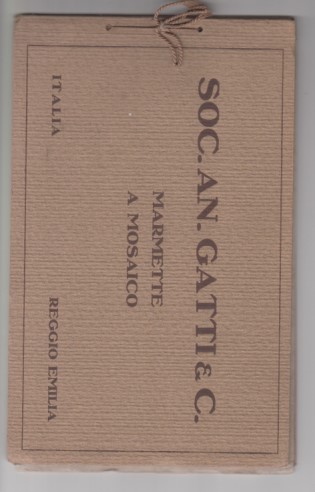 SOC. AN. GATTI & C.
MARMETTE
A MOSAICO
ITALIA
REGGIO EMILIA